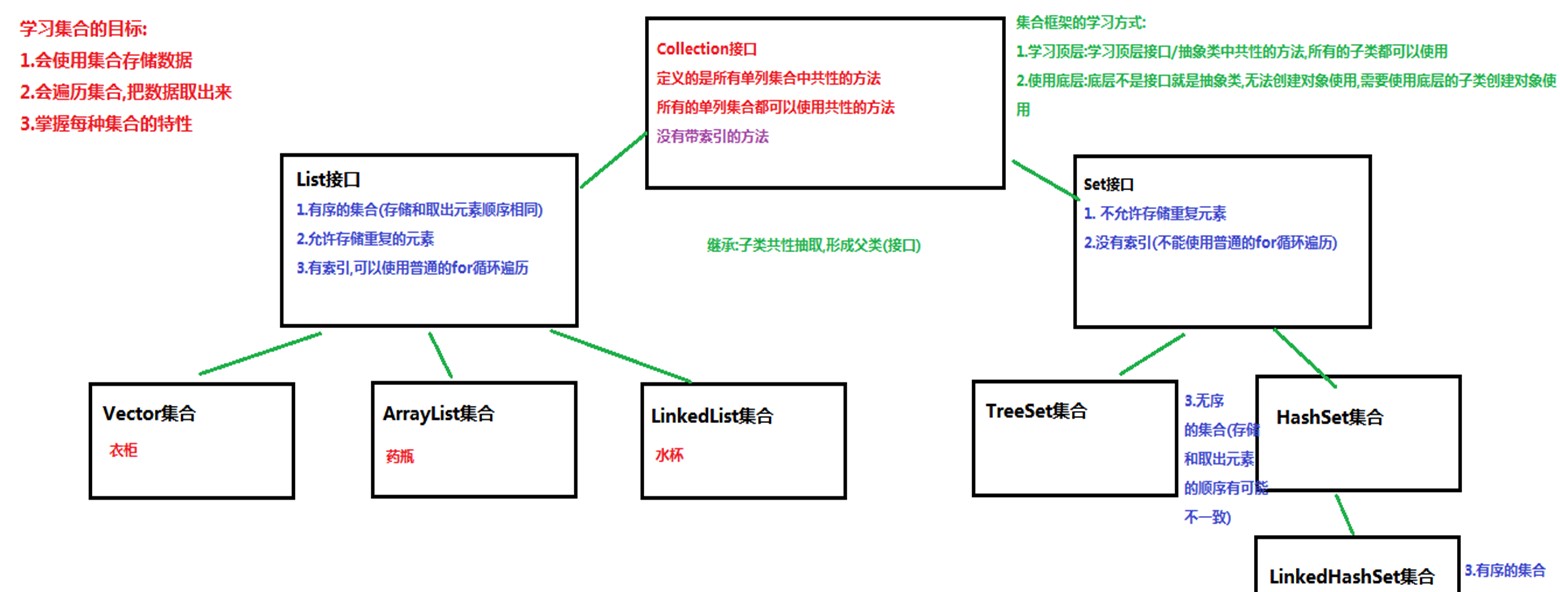 学习集合的目标:
1.会使用集合存储数据
2.会遍历集合,把数据取出来
3.掌握每种集合的特性
Collection接口
定义的是所有单列集合中共性的方法
所有的单列集合都可以使用共性的方法
没有带索引的方法
集合框架的学习方式:
1.学习顶层:学习顶层接口/抽象类中共性的方法,所有的子类都可以使用
2.使用底层:底层不是接口就是抽象类,无法创建对象使用,需要使用底层的子类创建对象使
用
List接口
1.有序的集合(存储和取出元素顺序相同)
2.允许存储重复的元素
3.有索引,可以使用普通的for循环遍历
继承:子类共性抽取,形成父类(接口)
Set接口
1. 不允许存储重复元素
2.没有索引(不能使用普通的for循环遍历)
Vector集合
衣柜
ArrayList集合
药瓶
LinkedList集合
水杯
TreeSet集合
3.无序
的集合(存储
和取出元素
的顺序有可能
不一致)
HashSet集合
LinkedHashSet集合
3.有序的集合